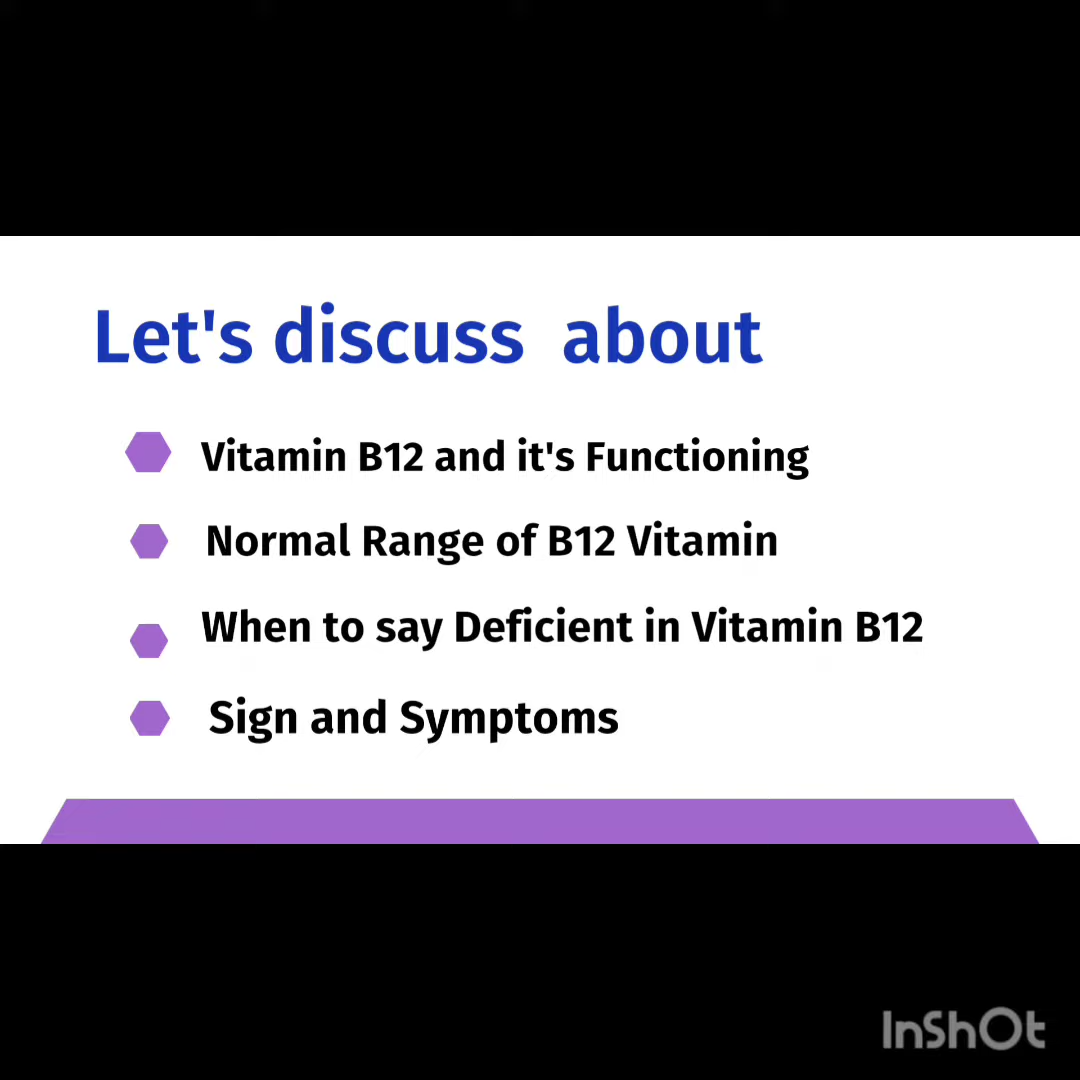 Let's discuss about
Vitamin B12 and it's Functioning
Normal Range of B12 Vitamin
When to say Deficient in Vitamin B12
Sign and Symptoms
InShOt